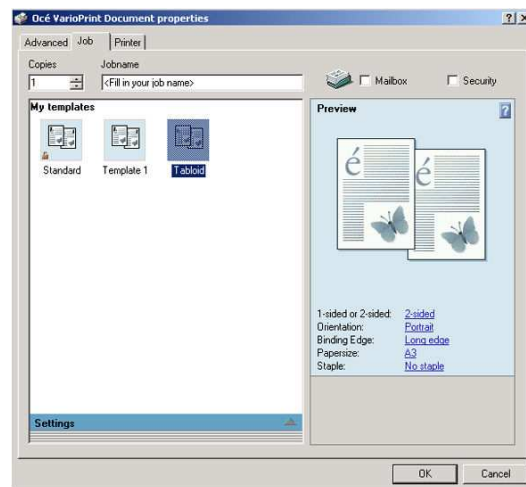 Océ VarioPrint Document properties
Advanced Job Printer
Copies Jobname
1 <Fill in your job name> Mailbox Security
My templates
Standard Template 1 Tabloid
Preview
é é
1-sided or 2-sided: 2-sided
Orientation: Portrait
Binding Edge: Long edge
Papersize: A3
Staple: No staple
Settings
OK Cancel